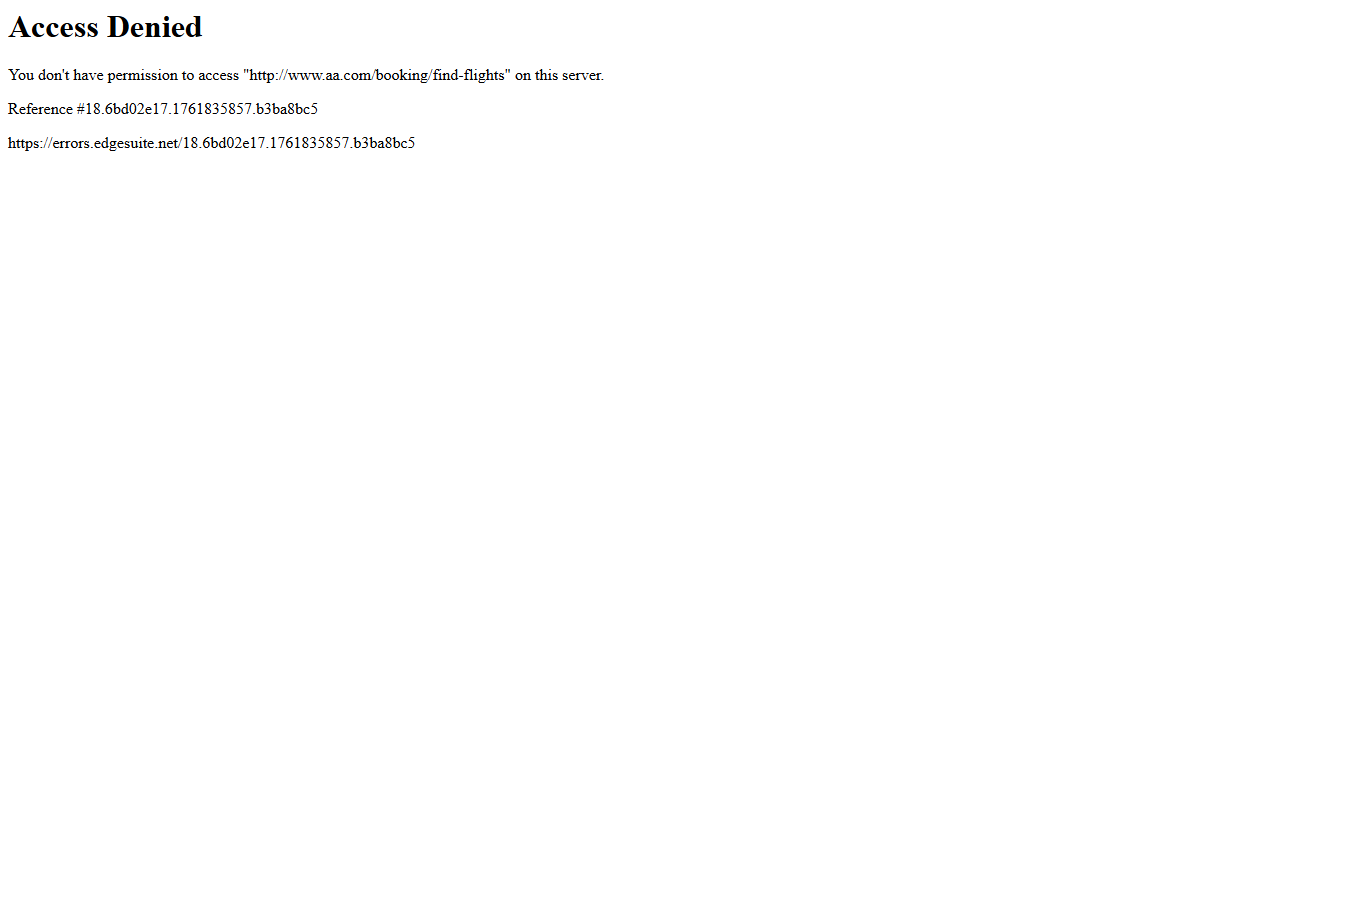 Access Denied
You don't have permission to access "http://www.aa.com/booking/find-flights" on this server.
Reference #18.6bd02e17.1761835857.b3ba8bc5
https://errors.edgesuite.net/18.6bd02e17.1761835857.b3ba8bc5